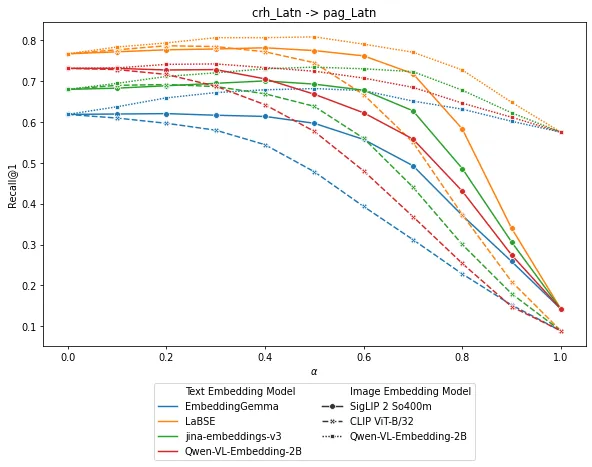 crh_Latn -> pag_Latn
Recall@1
0.8
0.7
0.6
0.5
0.4
0.3
0.2
0.1
0.0 0.2 0.4 0.6 0.8 1.0
α
Text Embedding Model
EmbeddingGemma
LaBSE
jina-embeddings-v3
Qwen-VL-Embedding-2B
Image Embedding Model
SigLIP 2 So400m
CLIP ViT-B/32
Qwen-VL-Embedding-2B